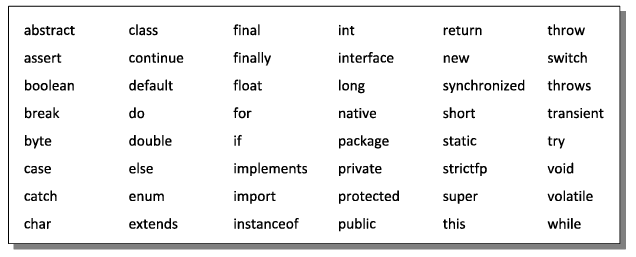 abstract class final int return throw
assert continue finally interface new switch
boolean default float long synchronized throws
break do for native short transient
byte double if package static try
case else implements private strictfp void
catch enum import protected super volatile
char extends instanceof public this while